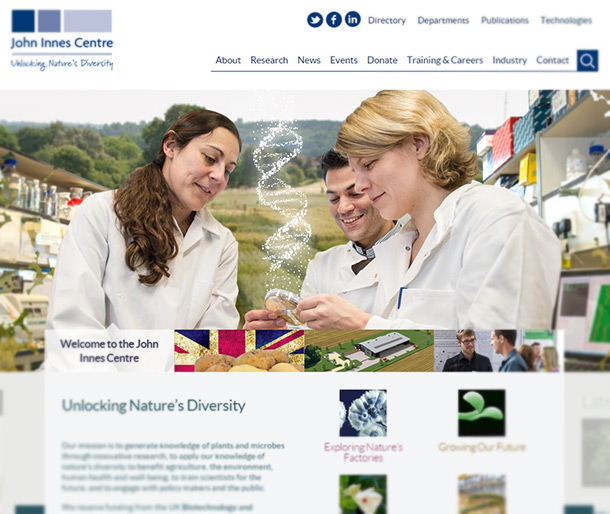 John Innes Centre
Unlocking Nature's Diversity
Directory Departments Publications Technologies
About Research News Events Donate Training & Careers Industry Contact
Welcome to the John
Innes Centre
Unlocking Nature's Diversity
Our mission is to generate knowledge of plants and microbes
through innovative research, to apply our knowledge of
nature's diversity to benefit agriculture, the environment,
human health and well-being, to train scientists for the
future, and to engage with policy makers and the public.
We receive funding from the UK Biotechnology and
Exploring Nature's
Factories
Growing Our Future